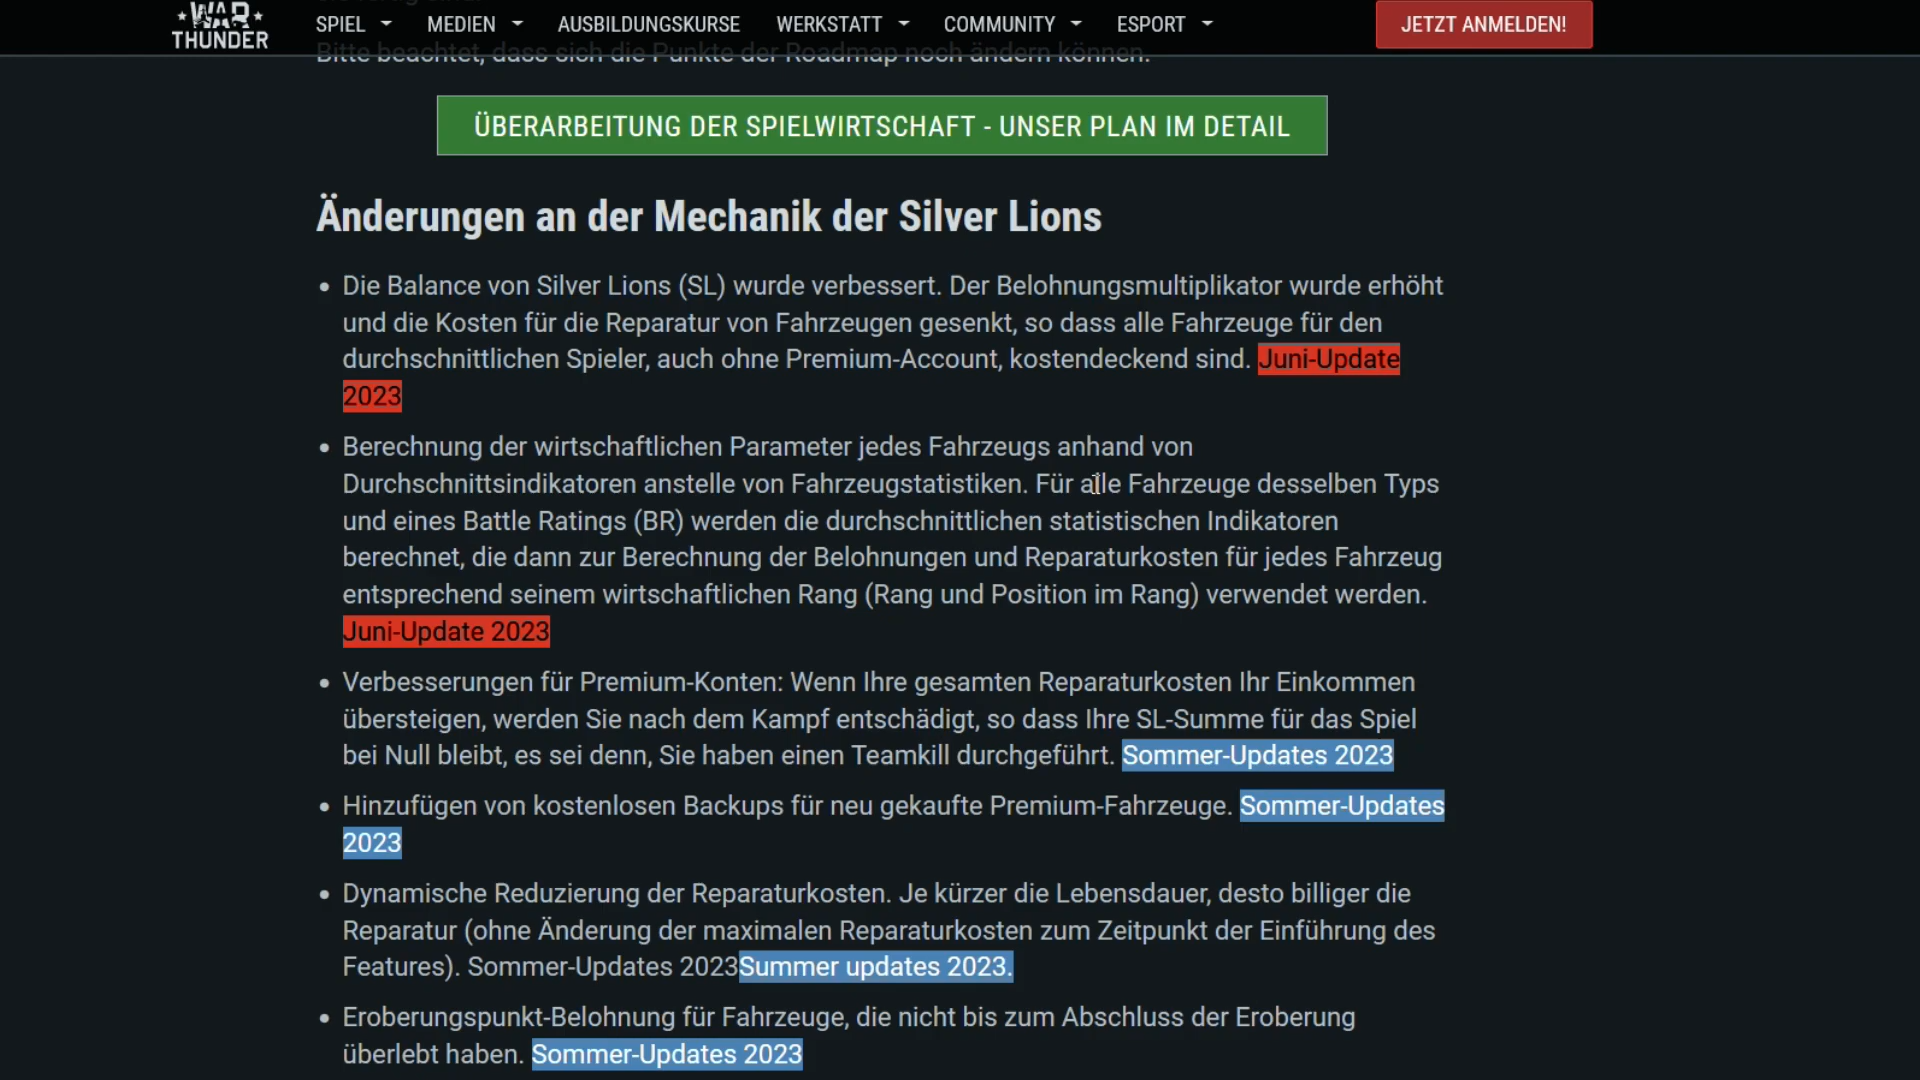 WAR
THUNDER
SPIEL
MEDIEN
AUSBILDUNGSKURSE
WERKSTATT
COMMUNITY
ESPORT
JETZT ANMELDEN!
Bitte beachtet, dass sich die Punkte der Roadmap noch ändern können.
ÜBERARBEITUNG DER SPIELWIRTSCHAFT - UNSER PLAN IM DETAIL
Änderungen an der Mechanik der Silver Lions
• Die Balance von Silver Lions (SL) wurde verbessert. Der Belohnungsmultiplikator wurde erhöht
und die Kosten für die Reparatur von Fahrzeugen gesenkt, so dass alle Fahrzeuge für den
durchschnittlichen Spieler, auch ohne Premium-Account, kostendeckend sind. Juni-Update
2023
• Berechnung der wirtschaftlichen Parameter jedes Fahrzeugs anhand von
Durchschnittsindikatoren anstelle von Fahrzeugstatistiken. Für alle Fahrzeuge desselben Typs
und eines Battle Ratings (BR) werden die durchschnittlichen statistischen Indikatoren
berechnet, die dann zur Berechnung der Belohnungen und Reparaturkosten für jedes Fahrzeug
entsprechend seinem wirtschaftlichen Rang (Rang und Position im Rang) verwendet werden.
Juni-Update 2023
• Verbesserungen für Premium-Konten: Wenn Ihre gesamten Reparaturkosten Ihr Einkommen
übersteigen, werden Sie nach dem Kampf entschädigt, so dass Ihre SL-Summe für das Spiel
bei Null bleibt, es sei denn, Sie haben einen Teamkill durchgeführt. Sommer-Updates 2023
• Hinzufügen von kostenlosen Backups für neu gekaufte Premium-Fahrzeuge. Sommer-Updates
2023
• Dynamische Reduzierung der Reparaturkosten. Je kürzer die Lebensdauer, desto billiger die
Reparatur (ohne Änderung der maximalen Reparaturkosten zum Zeitpunkt der Einführung des
Features). Sommer-Updates 2023Summer updates 2023.
• Eroberungspunkt-Belohnung für Fahrzeuge, die nicht bis zum Abschluss der Eroberung
überlebt haben. Sommer-Updates 2023